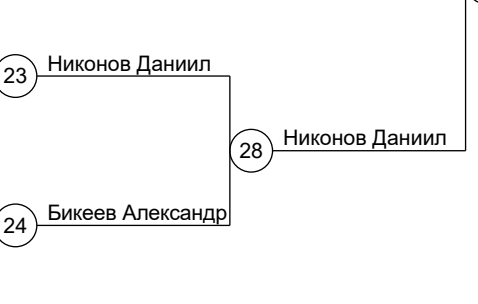 23 Никонов Даниил
28 Никонов Даниил
24 Бикеев Александр